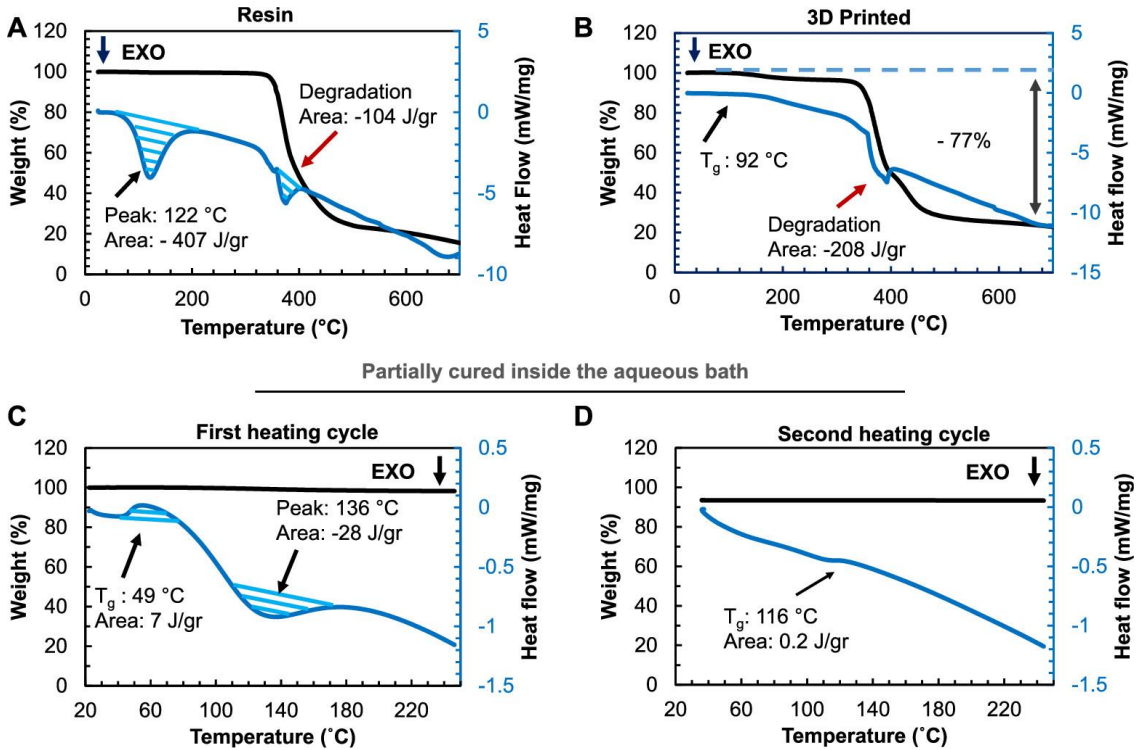 A
Resin
EXO
Weight (%)
120
100
80
60
40
20
0
0
200
400
600
Temperature (°C)
5
0
-5
-10
Heat Flow (mW/mg)
Degradation
Area: -104 J/gr
Peak: 122 °C
Area: - 407 J/gr
B
3D Printed
EXO
Weight (%)
120
100
80
60
40
20
0
0
200
400
600
Temperature (°C)
5
0
-5
-10
-15
Heat flow (mW/mg)
Tg : 92 °C
- 77%
Degradation
Area: -208 J/gr
Partially cured inside the aqueous bath
C
First heating cycle
EXO
Weight (%)
120
100
80
60
40
20
0
20
60
100
140
180
220
Temperature (˚C)
0.5
0
-0.5
-1
-1.5
Heat flow (mW/mg)
Peak: 136 °C
Area: -28 J/gr
Tg : 49 °C
Area: 7 J/gr
D
Second heating cycle
EXO
Weight (%)
120
100
80
60
40
20
0
20
60
100
140
180
220
Temperature (˚C)
0.5
0
-0.5
-1
-1.5
Heat flow (mW/mg)
Tg: 116 °C
Area: 0.2 J/gr